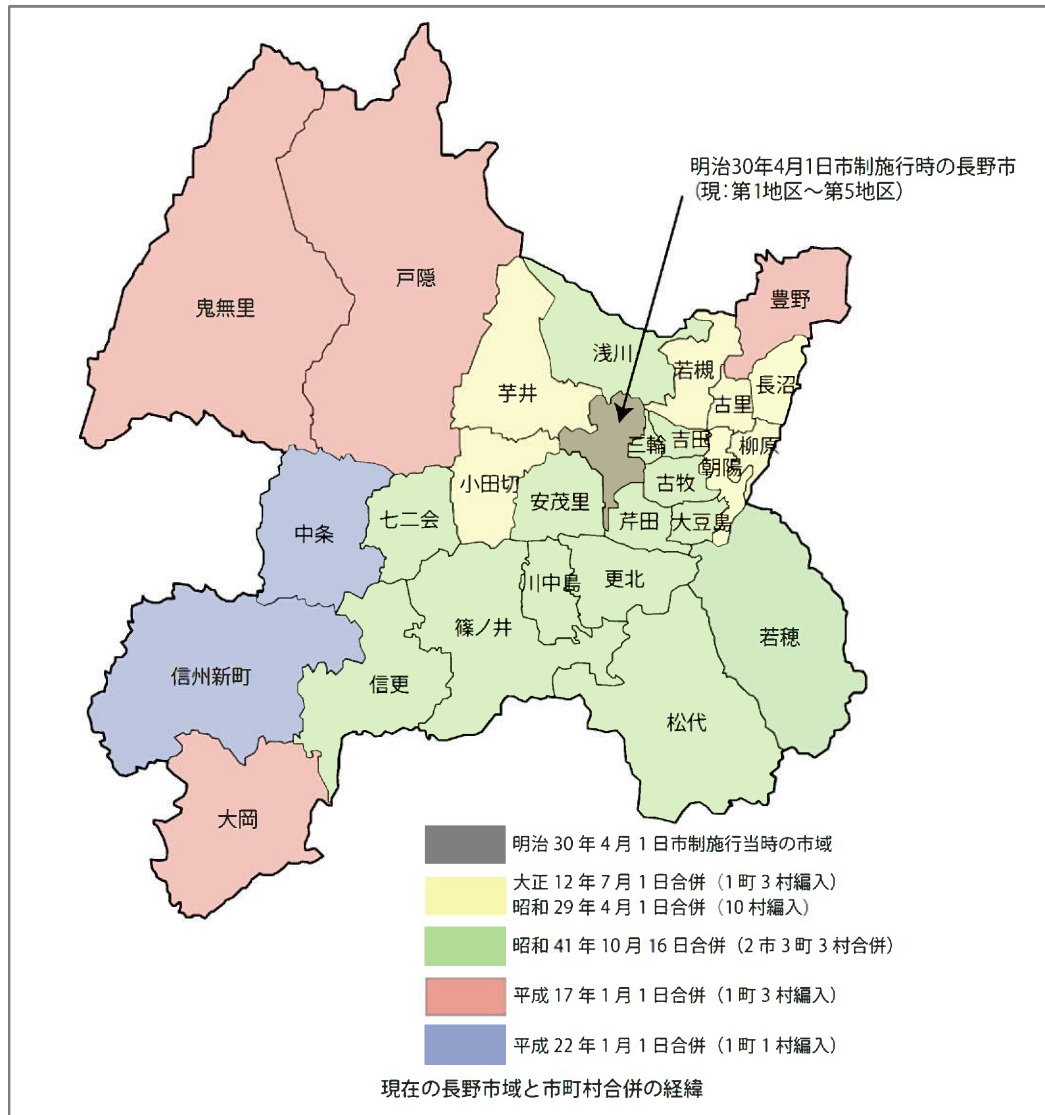 明治30年4月1日市制施行時の長野市
(現：第1地区～第5地区)
鬼無里
戸隠
豊野
浅川
若槻
長沼
芋井
古里
三輪
吉田
柳原
朝陽
小田切
古牧
安茂里
芹田
大豆島
七二会
中条
川中島
更北
篠ノ井
若穂
信州新町
信更
松代
大岡
明治 30 年 4 月 1 日市制施行当時の市域
大正 12 年 7 月 1 日合併（1 町 3 村編入）
昭和 29 年 4 月 1 日合併（10 村編入）
昭和 41 年 10 月 16 日合併（2 市 3 町 3 村合併）
平成 17 年 1 月 1 日合併（1 町 3 村編入）
平成 22 年 1 月 1 日合併（1 町 1 村編入）
現在の長野市域と市町村合併の経緯